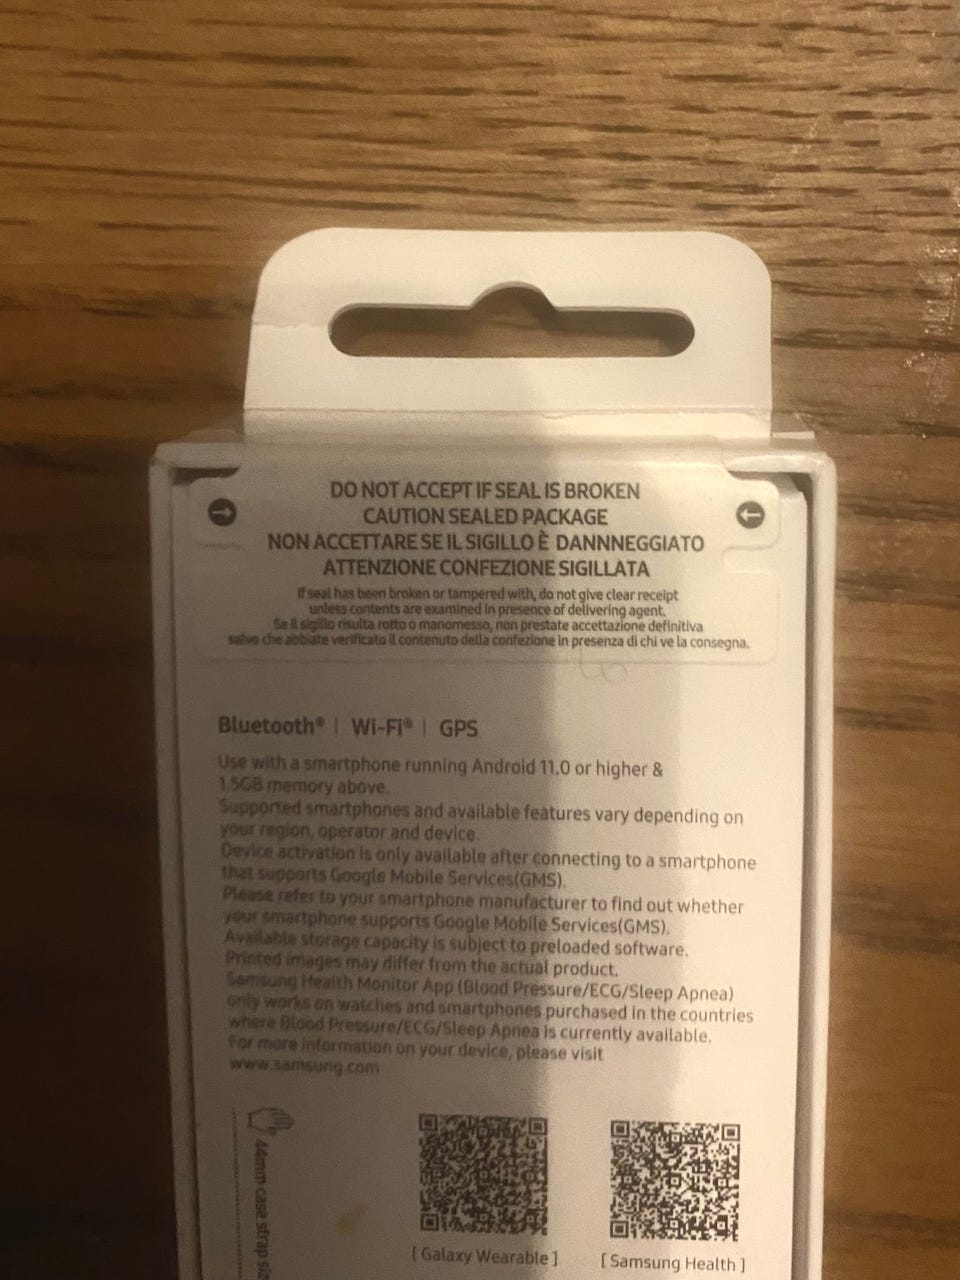 DO NOT ACCEPT IF SEAL IS BROKEN
CAUTION SEALED PACKAGE
NON ACCETTARE SE IL SIGILLO È DANNNEGGIATO
ATTENZIONE CONFEZIONE SIGILLATA
If seal has been broken or tampered with, do not give clear receipt
unless contents are examined in presence of delivering agent.
Se il sigillo risulta rotto o manomesso, non prestate accettazione definitiva
salvo che abbiate verificato il contenuto della confezione in presenza di chi ve la consegna.
Bluetooth® | Wi-Fi® | GPS
Use with a smartphone running Android 11.0 or higher &
1.5GB memory above.
Supported smartphones and available features vary depending on
your region, operator and device.
Device activation is only available after connecting to a smartphone
that supports Google Mobile Services(GMS).
Please refer to your smartphone manufacturer to find out whether
your smartphone supports Google Mobile Services(GMS).
Available storage capacity is subject to preloaded software.
Printed images may differ from the actual product.
Samsung Health Monitor App (Blood Pressure/ECG/Sleep Apnea)
only works on watches and smartphones purchased in the countries
where Blood Pressure/ECG/Sleep Apnea is currently available.
For more information on your device, please visit
www.samsung.com
44mm case strap
[ Galaxy Wearable ]
[ Samsung Health ]